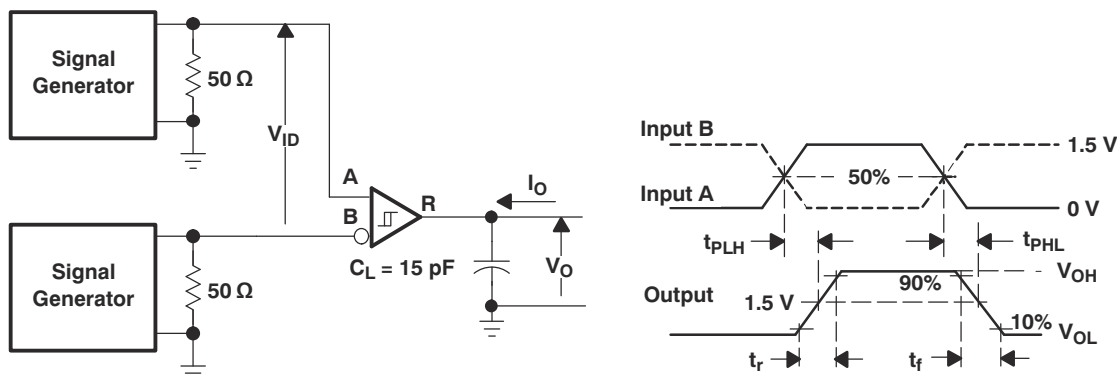 Signal
Generator
50 Ω
V_ID
Signal
Generator
50 Ω
A
B
R
I_O
C_L = 15 pF
V_O
Input B
1.5 V
50%
Input A
0 V
t_PLH
t_PHL
V_OH
90%
Output
1.5 V
10%
V_OL
t_r
t_f